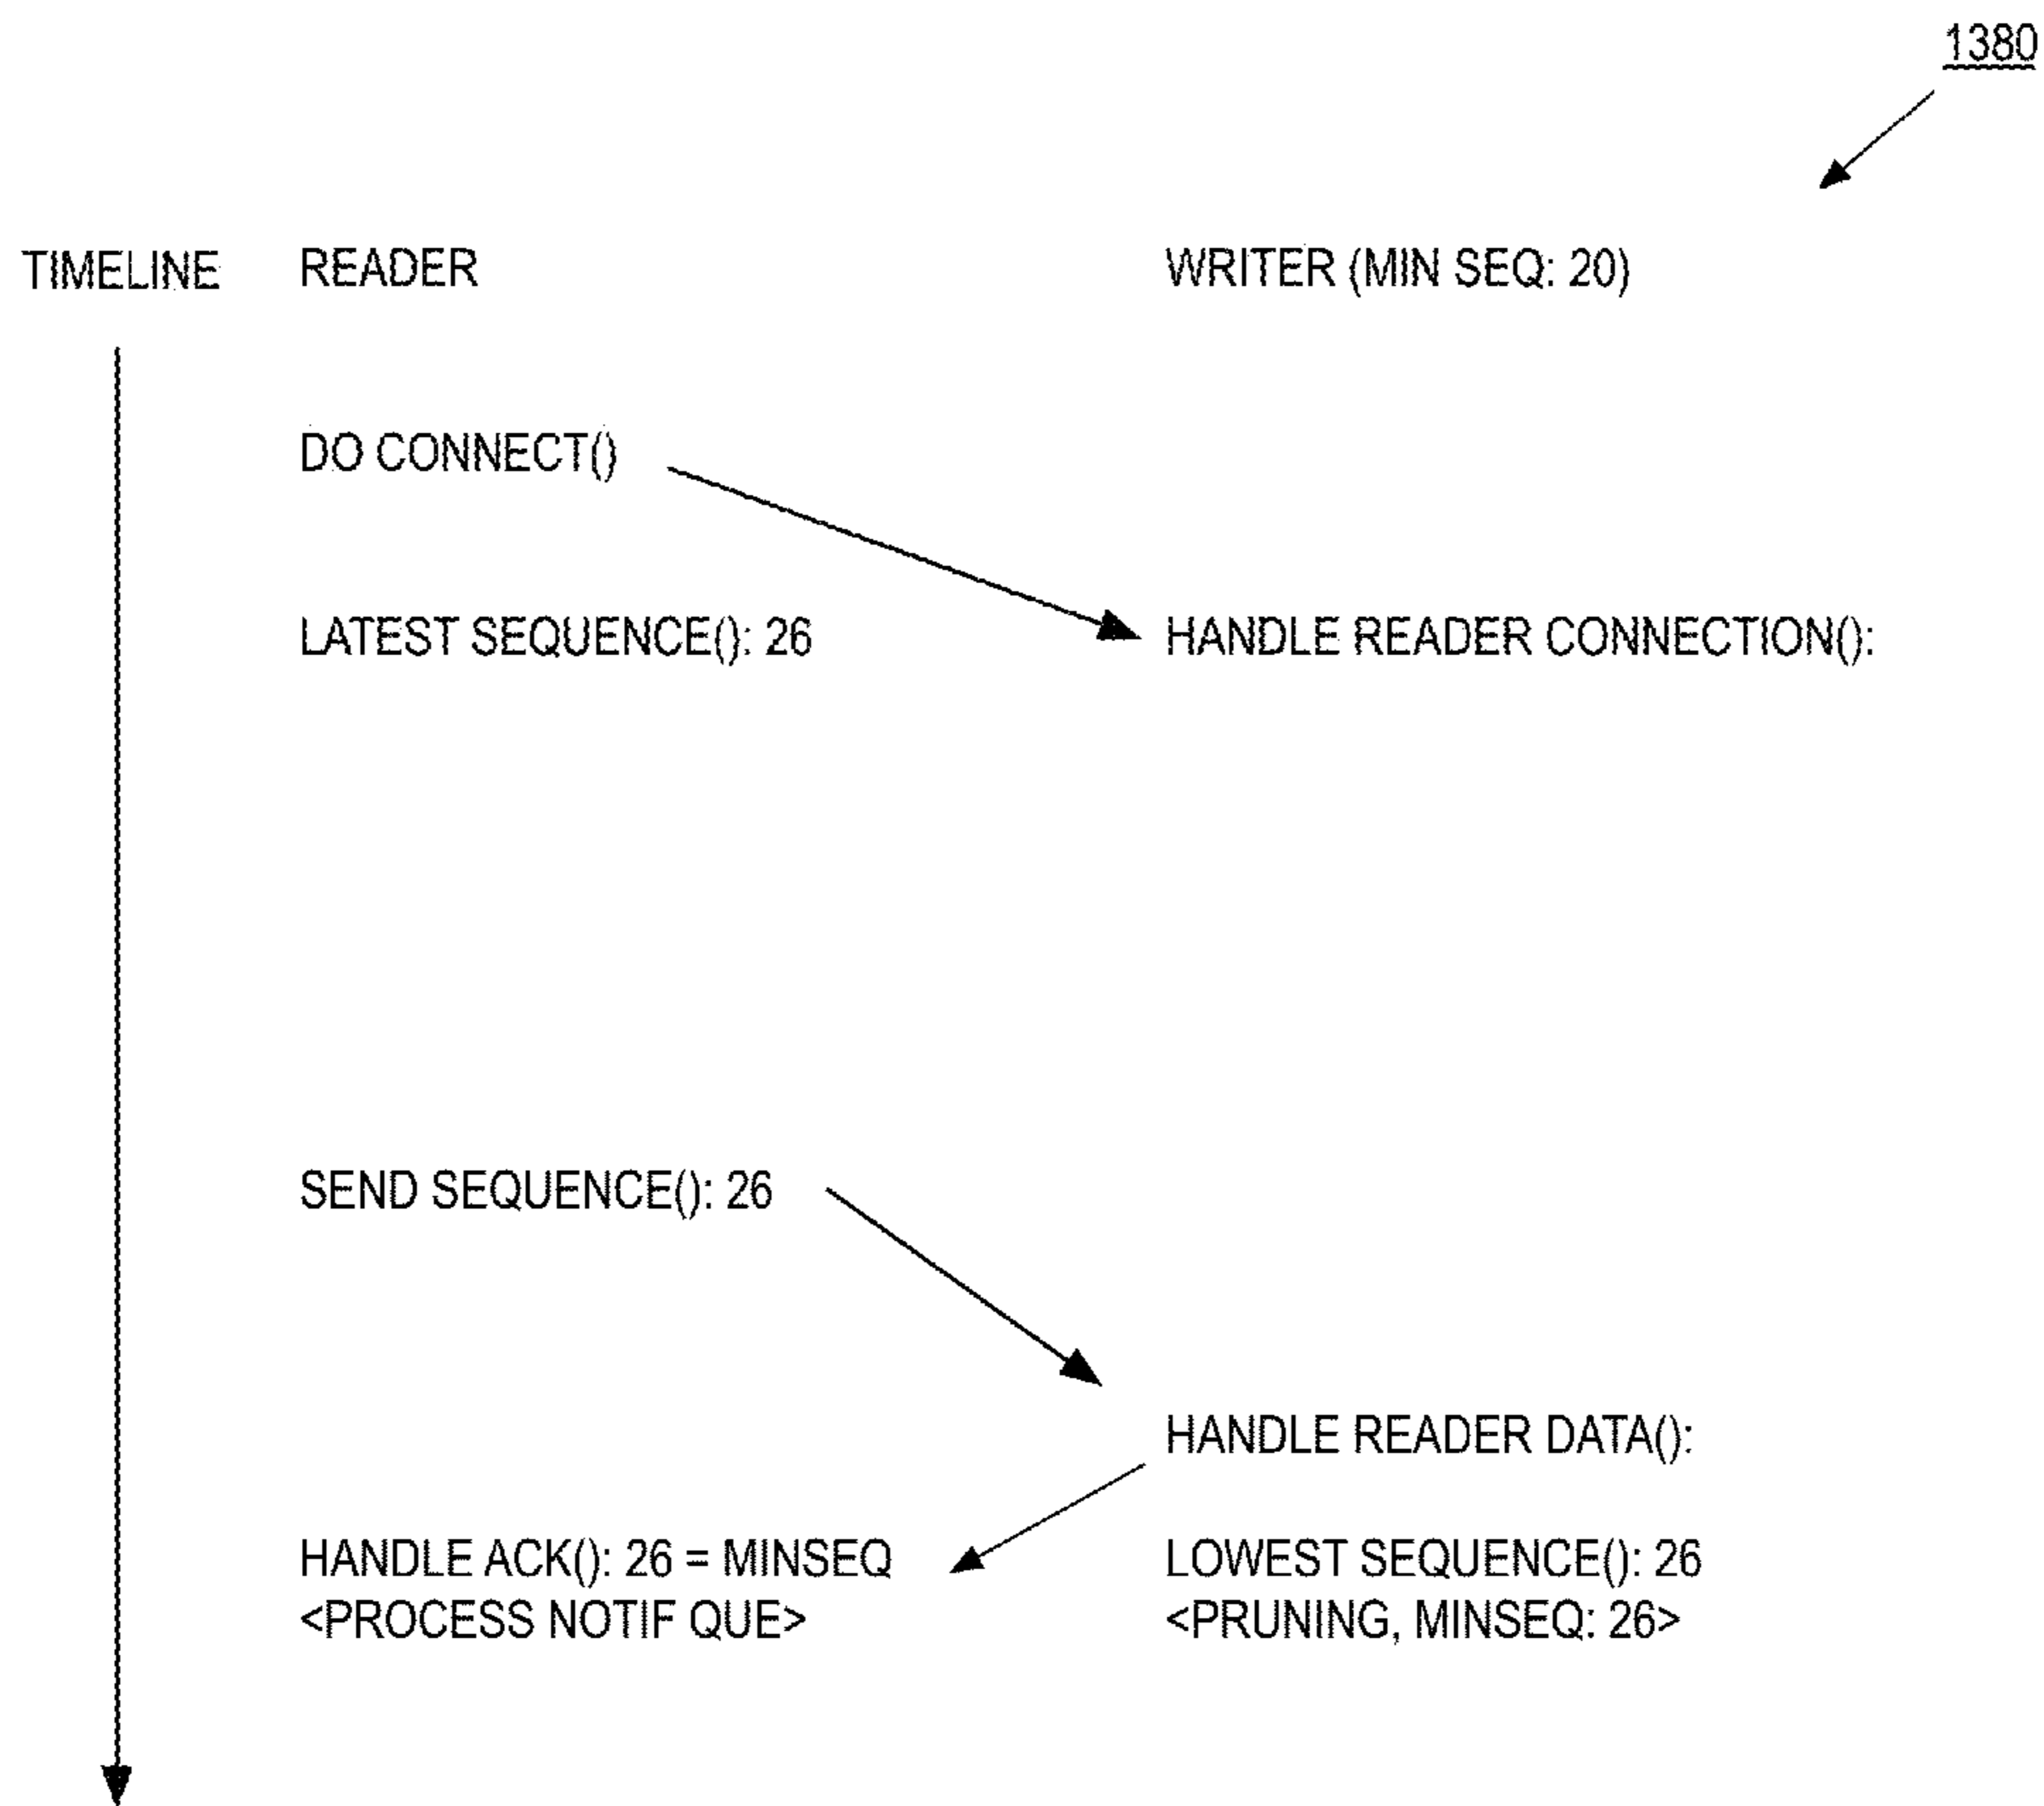 1380
TIMELINE READER WRITER (MIN SEQ: 20)
DO CONNECT()
LATEST SEQUENCE(): 26 HANDLE READER CONNECTION():
SEND SEQUENCE(): 26
HANDLE READER DATA():
HANDLE ACK(): 26 = MINSEQ LOWEST SEQUENCE(): 26
<PROCESS NOTIF QUE> <PRUNING, MINSEQ: 26>